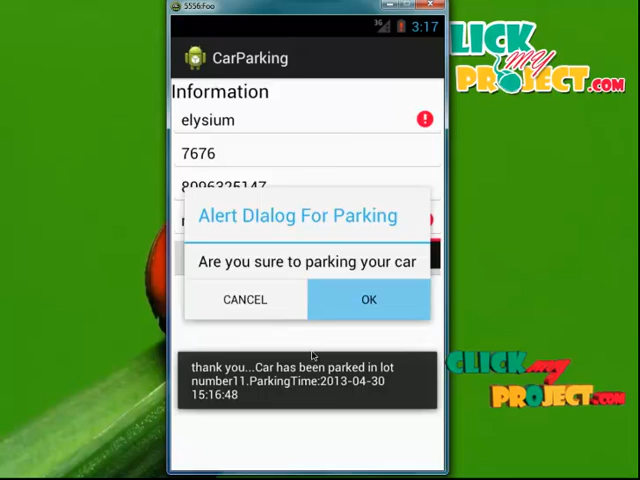 5556:Foo
3G 3:17
CarParking
Information
elysium
7676
8096325147
Alert DIalog For Parking
Are you sure to parking your car
CANCEL OK
thank you...Car has been parked in lot
number11.ParkingTime:2013-04-30
15:16:48
CLICK
my
PROJECT.COM
CLICK my
PROJECT.COM